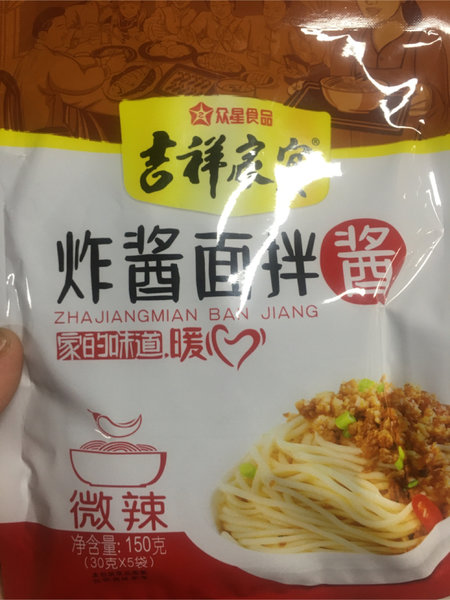 众星食品
吉祥家宴®
炸酱面拌酱
ZHAJIANGMIAN BAN JIANG
家的味道.暖心
微辣
净含量: 150克
(30克X5袋)